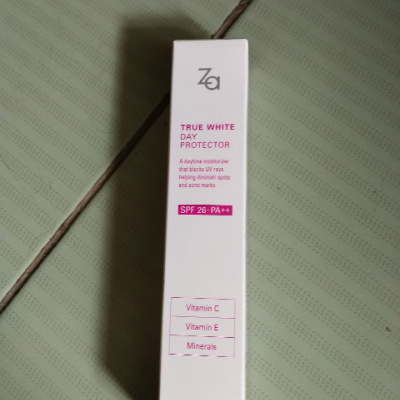 Za
TRUE WHITE
DAY
PROTECTOR
A daytime moisturizer
that blocks UV rays
helping diminish spots
and acne marks
SPF 26·PA++
Vitamin C
Vitamin E
Minerals